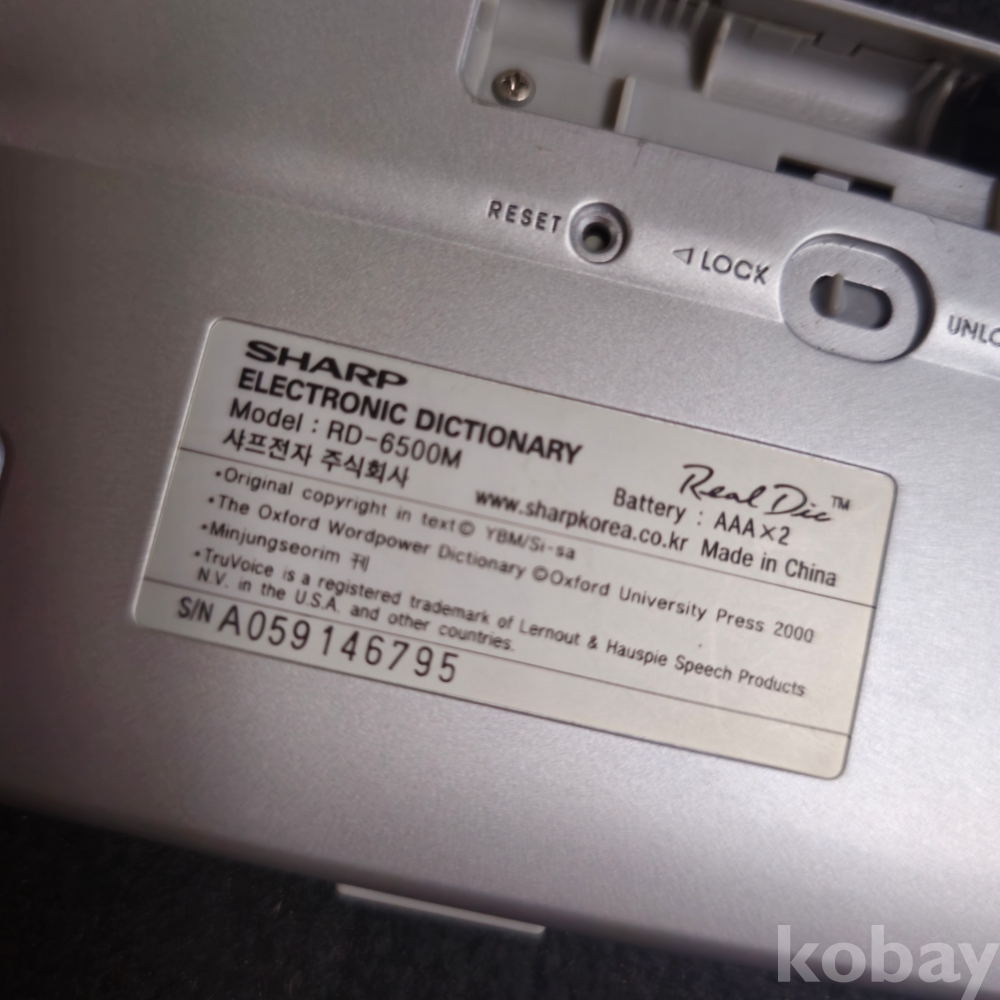 RESET
◁ LOCK
UNLO
SHARP
ELECTRONIC DICTIONARY
Model : RD-6500M
샤프전자 주식회사
Real Dic™
Battery : AAA×2
www.sharpkorea.co.kr Made in China
•Original copyright in text© YBM/Si-sa
•The Oxford Wordpower Dictionary ©Oxford University Press 2000
•Minjungseorim 刊
•TruVoice is a registered trademark of Lernout & Hauspie Speech Products
N.V. in the U.S.A. and other countries.
S/N A059146795
kobay